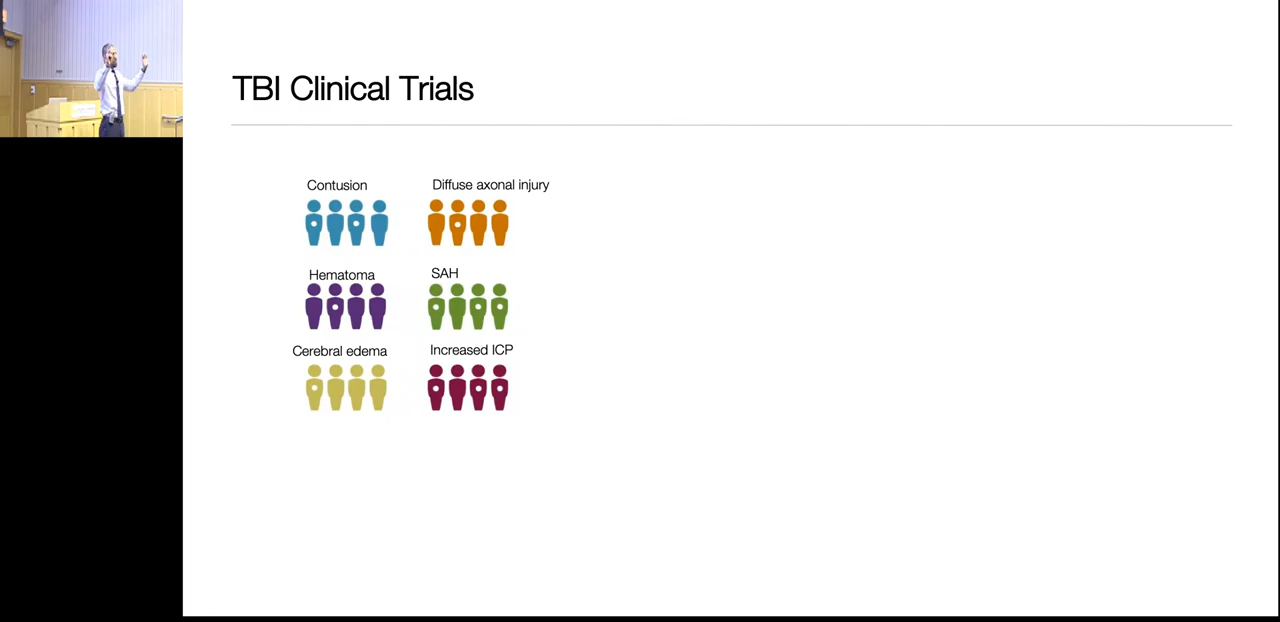 TBI Clinical Trials
Contusion
Diffuse axonal injury
Hematoma
SAH
Cerebral edema
Increased ICP